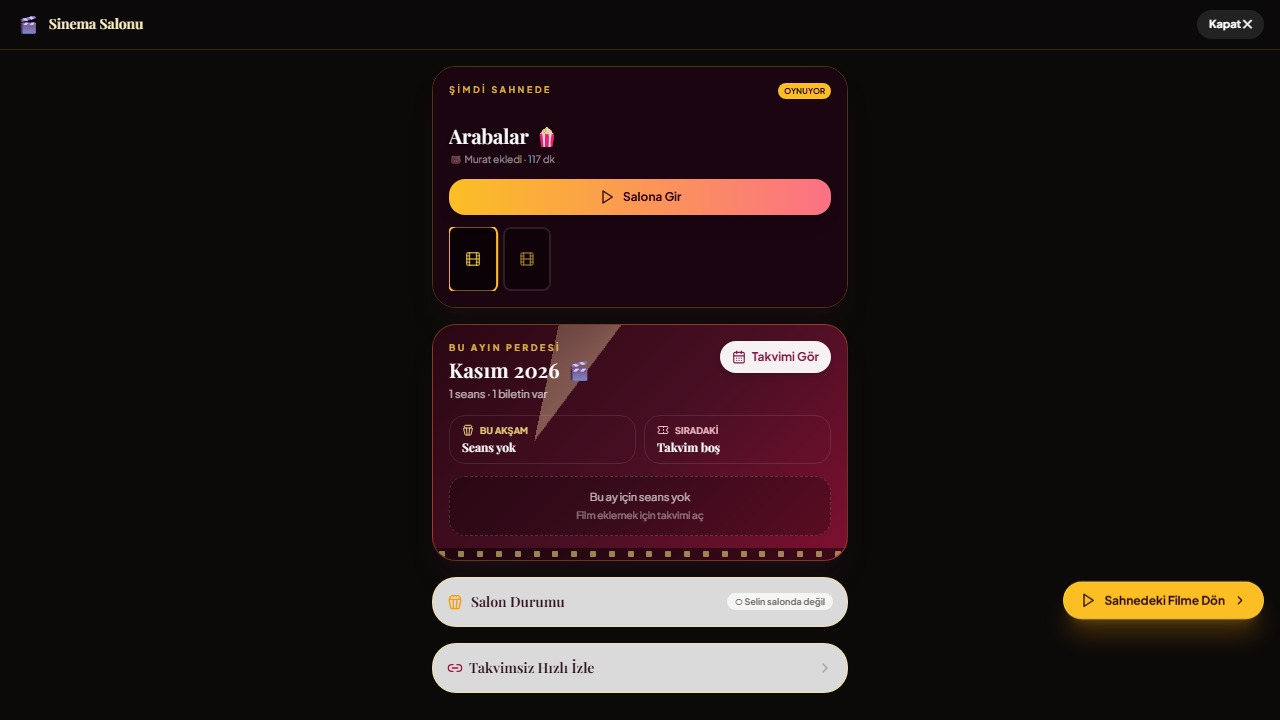 Sinema Salonu
Kapat
ŞİMDİ SAHNEDE
OYNUYOR
Arabalar
Murat ekledi · 117 dk
Salona Gir
BU AYIN PERDESİ
Kasım 2026
Takvimi Gör
1 seans · 1 biletin var
BU AKŞAM
Seans yok
SIRADAKİ
Takvim boş
Bu ay için seans yok
Film eklemek için takvimi aç
Salon Durumu
Selin salonda değil
Sahnedeki Filme Dön
Takvimsiz Hızlı İzle